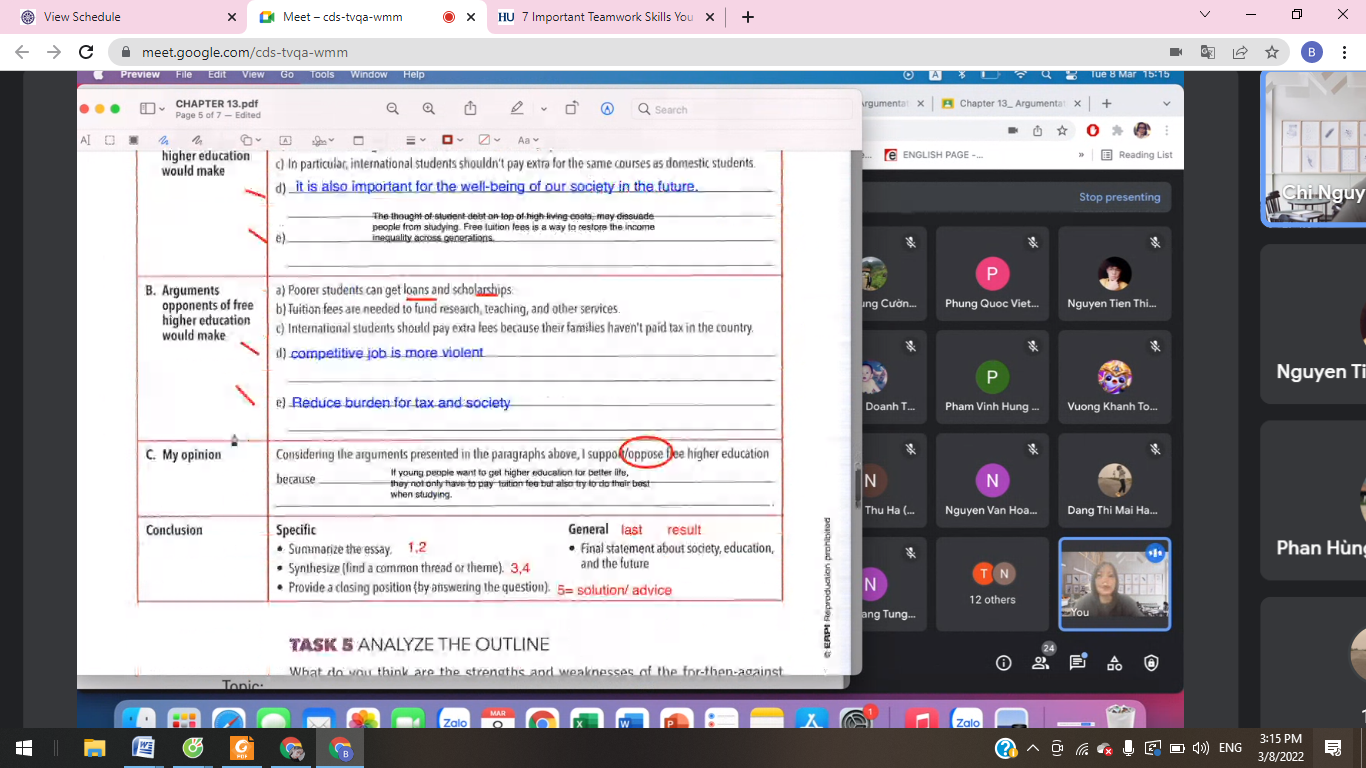 View Schedule
Meet – cds-tvqa-wmm
7 Important Teamwork Skills You
meet.google.com/cds-tvqa-wmm
Preview File Edit View Go Tools Window Help
Tue 8 Mar 15:15
CHAPTER 13.pdf
Page 5 of 7 — Edited
Search
Chapter 13_ Argumentat
ENGLISH PAGE -...
Reading List
higher education
would make
c) In particular, international students shouldn't pay extra for the same courses as domestic students.
d) It is also important for the well-being of our society in the future.
The thought of student debt on top of high living costs, may dissuade
people from studying. Free tuition fees is a way to restore the income
e) inequality across generations.
B. Arguments
opponents of free
higher education
would make
a) Poorer students can get loans and scholarships.
b) Tuition fees are needed to fund research, teaching, and other services.
c) International students should pay extra fees because their families haven't paid tax in the country.
d) competitive job is more violent
e) Reduce burden for tax and society
C. My opinion
Considering the arguments presented in the paragraphs above, I support/oppose free higher education
because If young people want to get higher education for better life,
they not only have to pay tuition fee but also try to do their best
when studying.
Conclusion
Specific
• Summarize the essay. 1,2
• Synthesize (find a common thread or theme). 3,4
• Provide a closing position (by answering the question). 5= solution/ advice
General last result
• Final statement about society, education,
and the future
© ERPI Reproduction prohibited
TASK 5 ANALYZE THE OUTLINE
What do you think are the strengths and weaknesses of the for-then-against
Topic:
Stop presenting
ung Cườn...
Phung Quoc Viet...
Nguyen Tien Thi...
Doanh T...
Pham Vinh Hung ...
Vuong Khanh To...
Thu Ha (...
Nguyen Van Hoa...
Dang Thi Mai Ha...
ang Tung...
12 others
You
24
Chi Nguy
Nguyen Ti
Phan Hùng
Zalo
MAR
8
Zalo
1
ENG
3:15 PM
3/8/2022